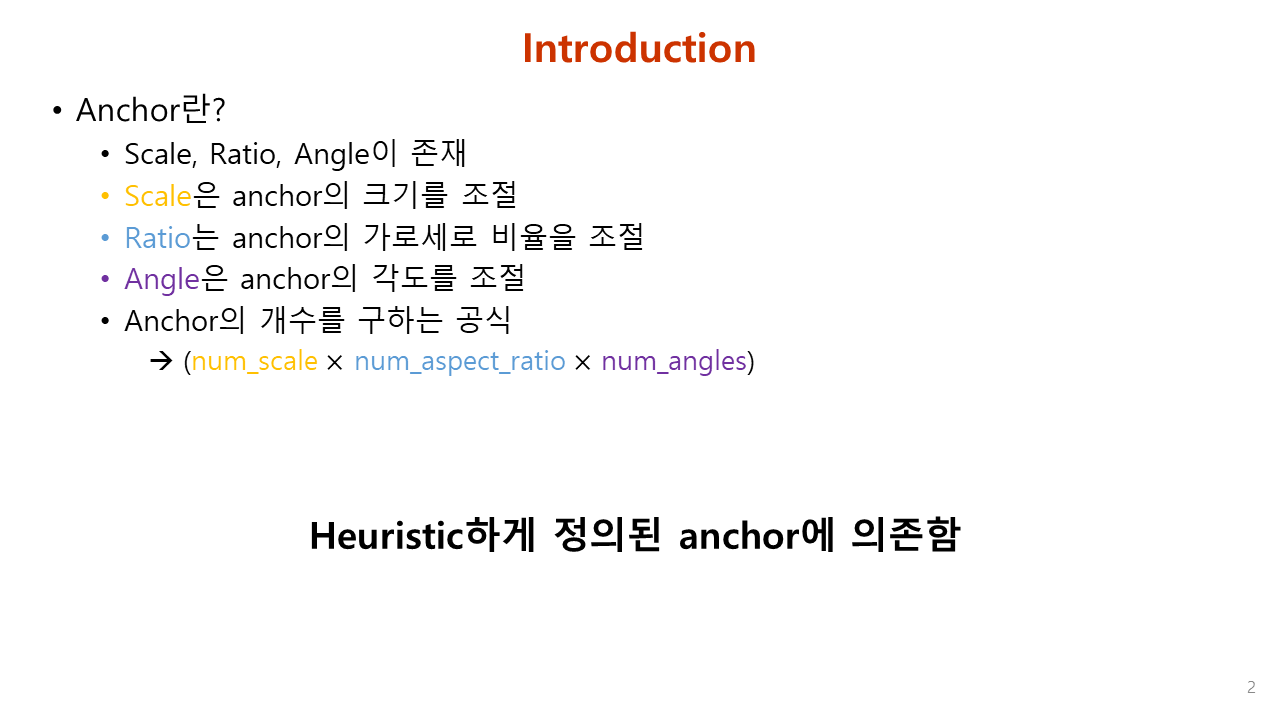 Introduction
• Anchor란?
• Scale, Ratio, Angle이 존재
• Scale은 anchor의 크기를 조절
• Ratio는 anchor의 가로세로 비율을 조절
• Angle은 anchor의 각도를 조절
• Anchor의 개수를 구하는 공식
→ (num_scale × num_aspect_ratio × num_angles)
Heuristic하게 정의된 anchor에 의존함
2